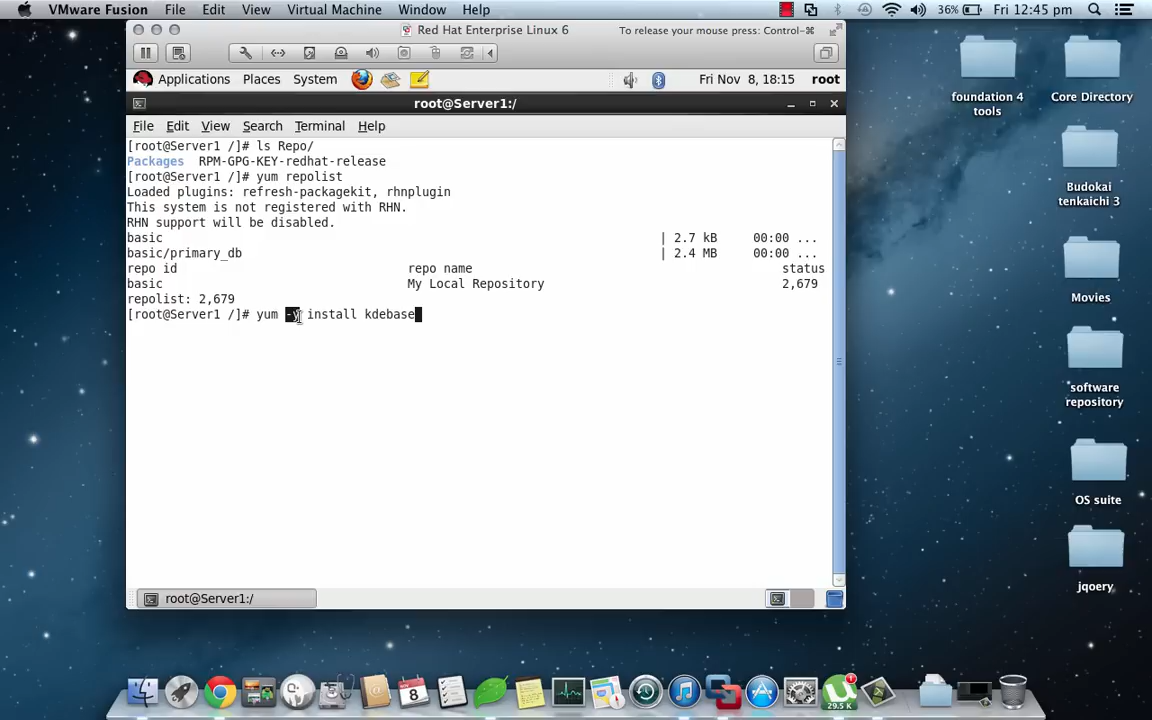 VMware Fusion File Edit View Virtual Machine Window Help 36% Fri 12:45 pm
Red Hat Enterprise Linux 6 To release your mouse press: Control-⌘
Applications Places System Fri Nov 8, 18:15 root
root@Server1:/
File Edit View Search Terminal Help
[root@Server1 /]# ls Repo/
Packages RPM-GPG-KEY-redhat-release
[root@Server1 /]# yum repolist
Loaded plugins: refresh-packagekit, rhnplugin
This system is not registered with RHN.
RHN support will be disabled.
basic | 2.7 kB 00:00 ...
basic/primary_db | 2.4 MB 00:00 ...
repo id repo name status
basic My Local Repository 2,679
repolist: 2,679
[root@Server1 /]# yum -y install kdebase
root@Server1:/
foundation 4
tools
Core Directory
Budokai
tenkaichi 3
Movies
software
repository
OS suite
jqoery
8
29.5 K